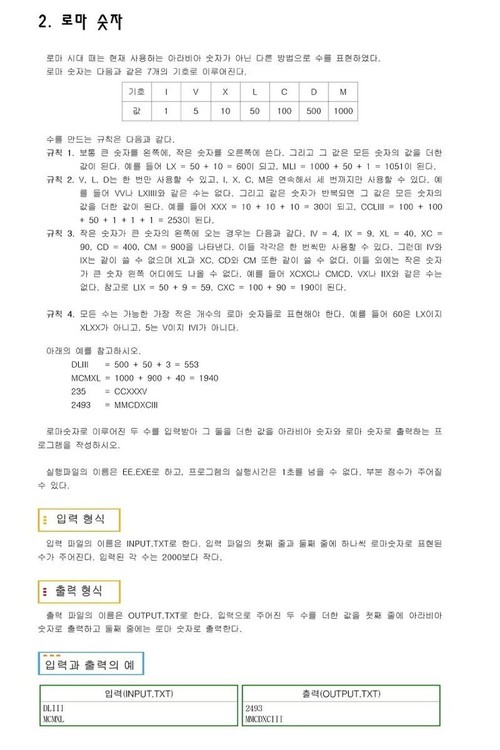 2. 로마 숫자
로마 시대 때는 현재 사용하는 아라비아 숫자가 아닌 다른 방법으로 수를 표현하였다.
로마 숫자는 다음과 같은 7개의 기호로 이루어진다.
기호 I V X L C D M
값 1 5 10 50 100 500 1000
수를 만드는 규칙은 다음과 같다.
규칙 1. 보통 큰 숫자를 왼쪽에, 작은 숫자를 오른쪽에 쓴다. 그리고 그 값은 모든 숫자의 값을 더한
값이 된다. 예를 들어 LX = 50 + 10 = 60이 되고, MLI = 1000 + 50 + 1 = 1051이 된다.
규칙 2. V, L, D는 한 번만 사용할 수 있고, I, X, C, M은 연속해서 세 번까지만 사용할 수 있다. 예
를 들어 VV나 LXIIII와 같은 수는 없다. 그리고 같은 숫자가 반복되면 그 값은 모든 숫자의
값을 더한 값이 된다. 예를 들어 XXX = 10 + 10 + 10 = 30이 되고, CCLIII = 100 + 100
+ 50 + 1 + 1 + 1 = 253이 된다.
규칙 3. 작은 숫자가 큰 숫자의 왼쪽에 오는 경우는 다음과 같다. IV = 4, IX = 9, XL = 40, XC =
90, CD = 400, CM = 900을 나타낸다. 이들 각각은 한 번씩만 사용할 수 있다. 그런데 IV와
IX는 같이 쓸 수 없으며 XL과 XC, CD와 CM 또한 같이 쓸 수 없다. 이들 외에는 작은 숫자
가 큰 숫자 왼쪽 어디에도 나올 수 없다. 예를 들어 XCXC나 CMCD, VX나 IIX와 같은 수는
없다. 참고로 LIX = 50 + 9 = 59, CXC = 100 + 90 = 190이 된다.
규칙 4. 모든 수는 가능한 가장 적은 개수의 로마 숫자들로 표현해야 한다. 예를 들어 60은 LX이지
XLXX가 아니고, 5는 V이지 IVI가 아니다.
아래의 예를 참고하시오.
DLIII = 500 + 50 + 3 = 553
MCMXL = 1000 + 900 + 40 = 1940
235 = CCXXXV
2493 = MMCDXCIII
로마숫자로 이루어진 두 수를 입력받아 그 둘을 더한 값을 아라비아 숫자와 로마 숫자로 출력하는 프
로그램을 작성하시오.
실행파일의 이름은 EE.EXE로 하고, 프로그램의 실행시간은 1초를 넘을 수 없다. 부분 점수가 주어질
수 있다.
입력 형식
입력 파일의 이름은 INPUT.TXT로 한다. 입력 파일의 첫째 줄과 둘째 줄에 하나씩 로마숫자로 표현된
수가 주어진다. 입력된 각 수는 2000보다 작다.
출력 형식
출력 파일의 이름은 OUTPUT.TXT로 한다. 입력으로 주어진 두 수를 더한 값을 첫째 줄에 아라비아
숫자로 출력하고 둘째 줄에는 로마 숫자로 출력한다.
입력과 출력의 예
입력(INPUT.TXT) 출력(OUTPUT.TXT)
DLIII 2493
MCMXL MMCDXCIII